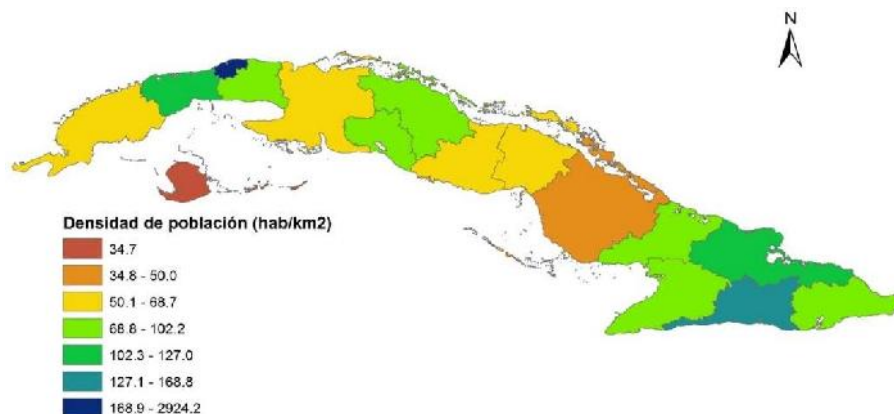 N
Densidad de población (hab/km2)
34.7
34.8 - 50.0
50.1 - 68.7
68.8 - 102.2
102.3 - 127.0
127.1 - 168.8
168.9 - 2924.2